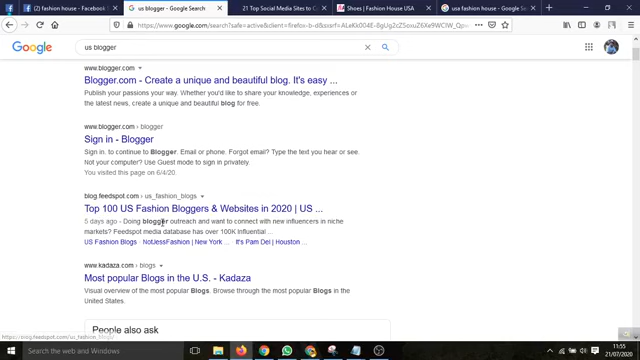 (2) fashion house - Facebook
us blogger - Google Search
21 Top Social Media Sites to C
Shoes | Fashion House USA
usa fashion house - Google Sea
https://www.google.com/search?safe=active&client=firefox-b-d&
Google
us blogger
www.blogger.com
Blogger.com - Create a unique and beautiful blog. It's easy ...
Publish your passions your way. Whether you'd like to share your knowledge, experiences or
the latest news, create a unique and beautiful blog for free.
www.blogger.com › blogger
Sign in - Blogger
Sign in. to continue to Blogger. Email or phone. Forgot email? Type the text you hear or see.
Not your computer? Use Guest mode to sign in privately.
You visited this page on 6/4/20.
blog.feedspot.com › us_fashion_blogs
Top 100 US Fashion Bloggers & Websites in 2020 | US ...
5 days ago - Doing blogger outreach and want to connect with new influencers in niche
markets? Feedspot media database has over 100K Influential ...
US Fashion Blogs NotJessFashion | New York ... It's Pam Del | Houston ...
www.kadaza.com › blogs
Most popular Blogs in the U.S. - Kadaza
Visual overview of the most popular Blogs. Browse through the most popular Blogs in the
United States.
People also ask
https://blog.feedspot.com/us_fashion_blogs/
Search the web and Windows
11:55
21/07/2020